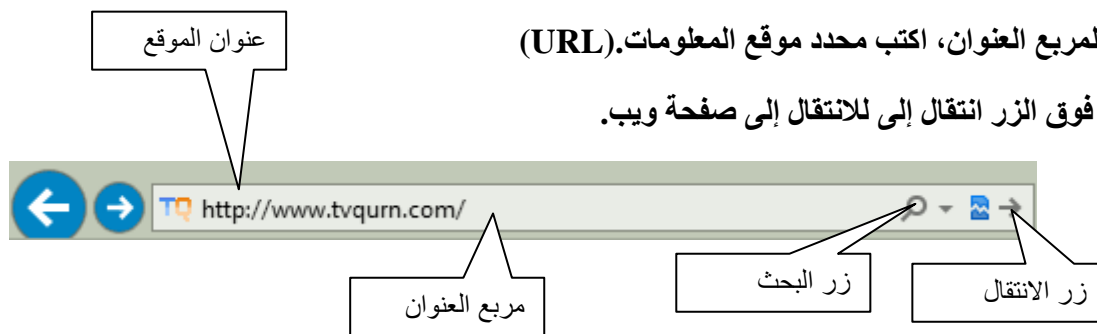 لمربع العنوان، اكتب محدد موقع المعلومات.(URL)
عنوان الموقع
فوق الزر انتقال إلى للانتقال إلى صفحة ويب.
TQ http://www.tvqurn.com/
زر الانتقال
زر البحث
مربع العنوان